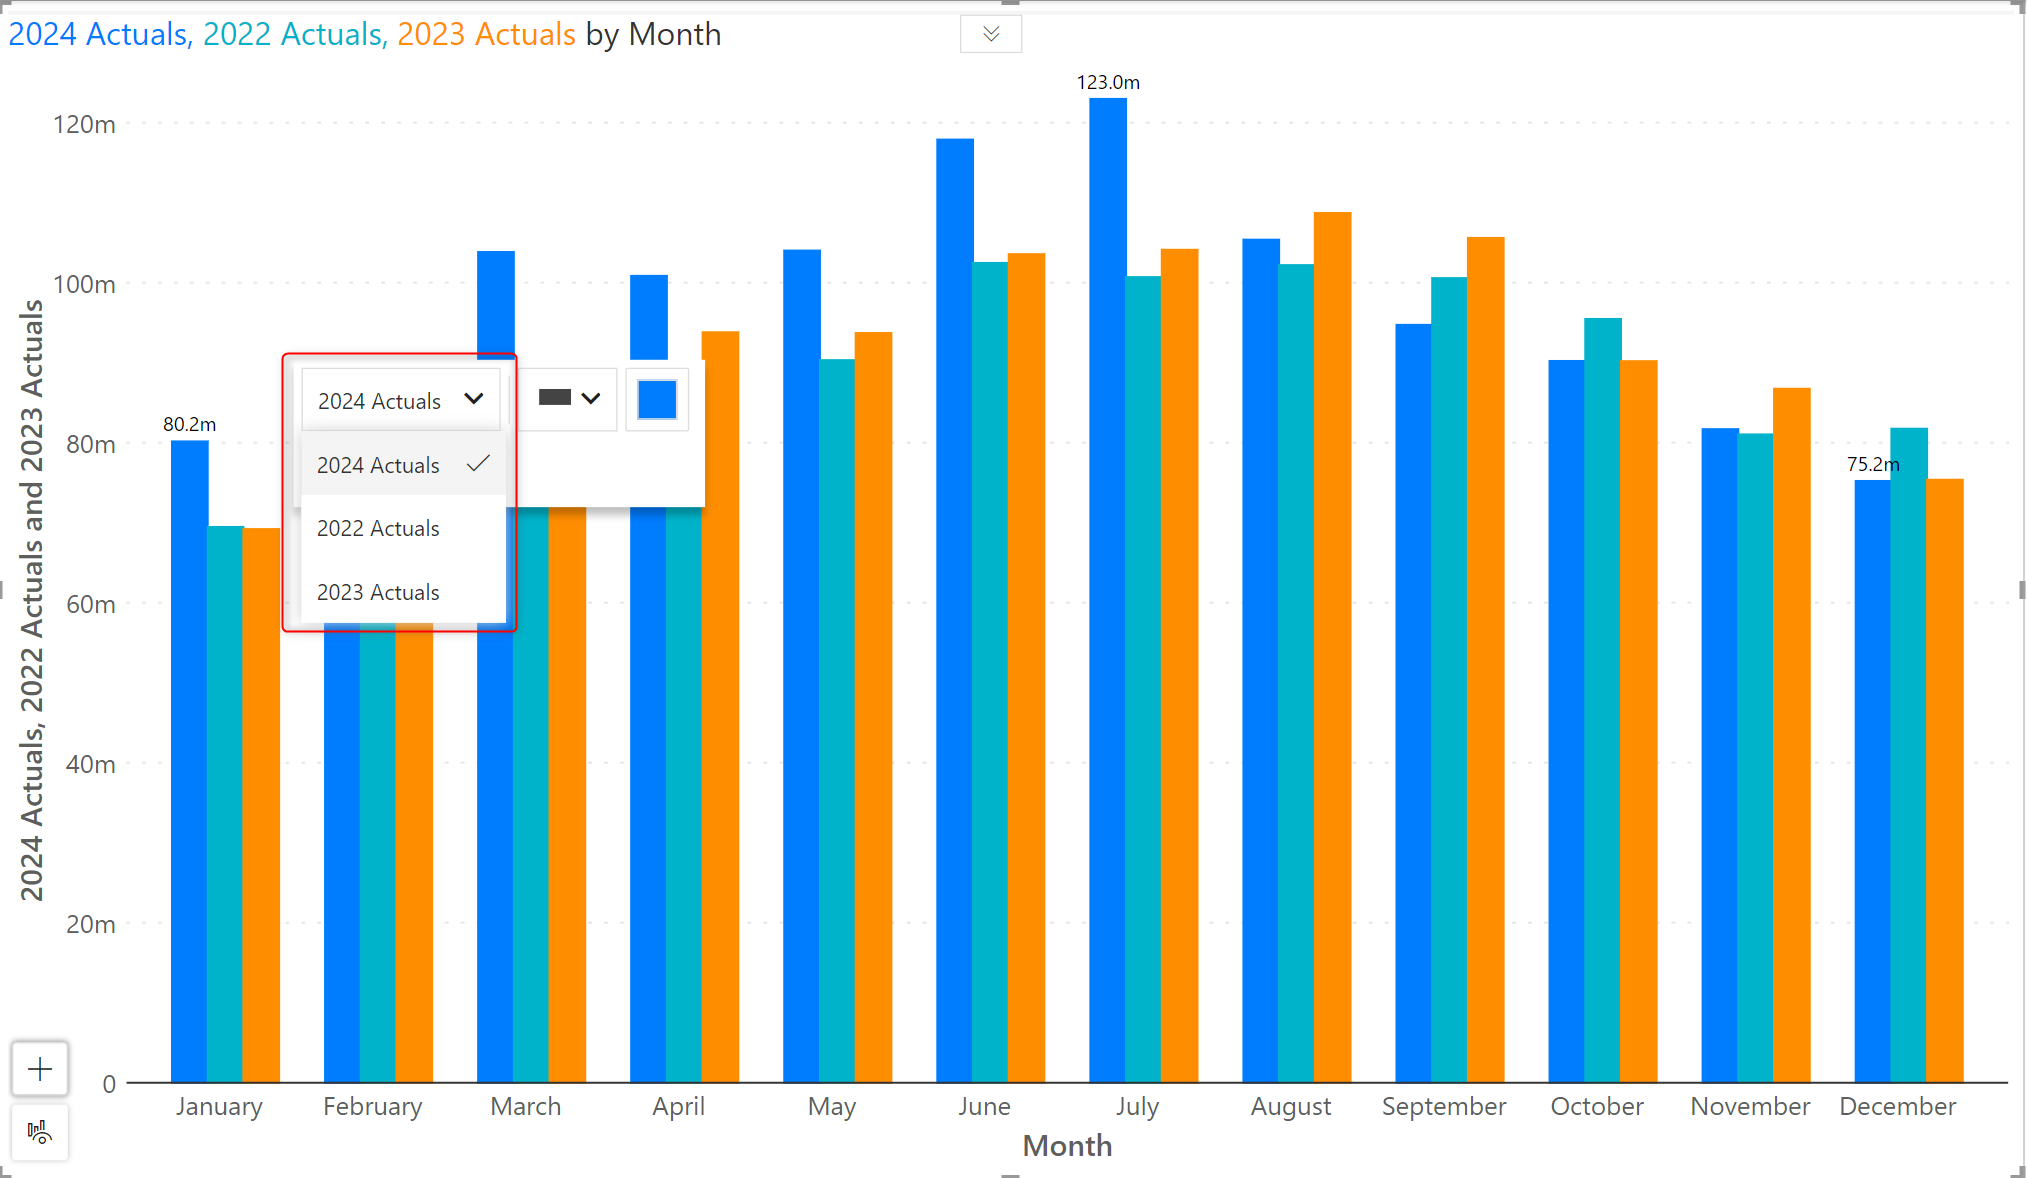 2024 Actuals, 2022 Actuals, 2023 Actuals by Month
2024 Actuals, 2022 Actuals and 2023 Actuals
120m
100m
80m
60m
40m
20m
0
80.2m
123.0m
75.2m
2024 Actuals
2024 Actuals
2022 Actuals
2023 Actuals
January February March April May June July August September October November December
Month